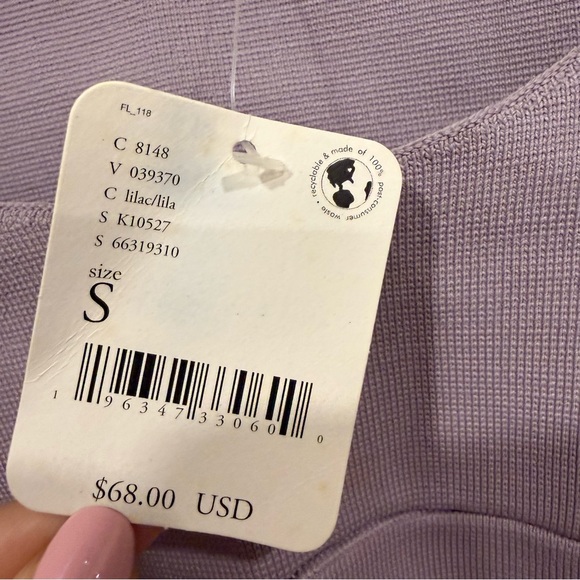 FL_118
C 8148
V 039370
C lilac/lila
S K10527
S 66319310
recyclable & made of 100% post-consumer waste
size
S
1 96347 33060 0
$68.00 USD